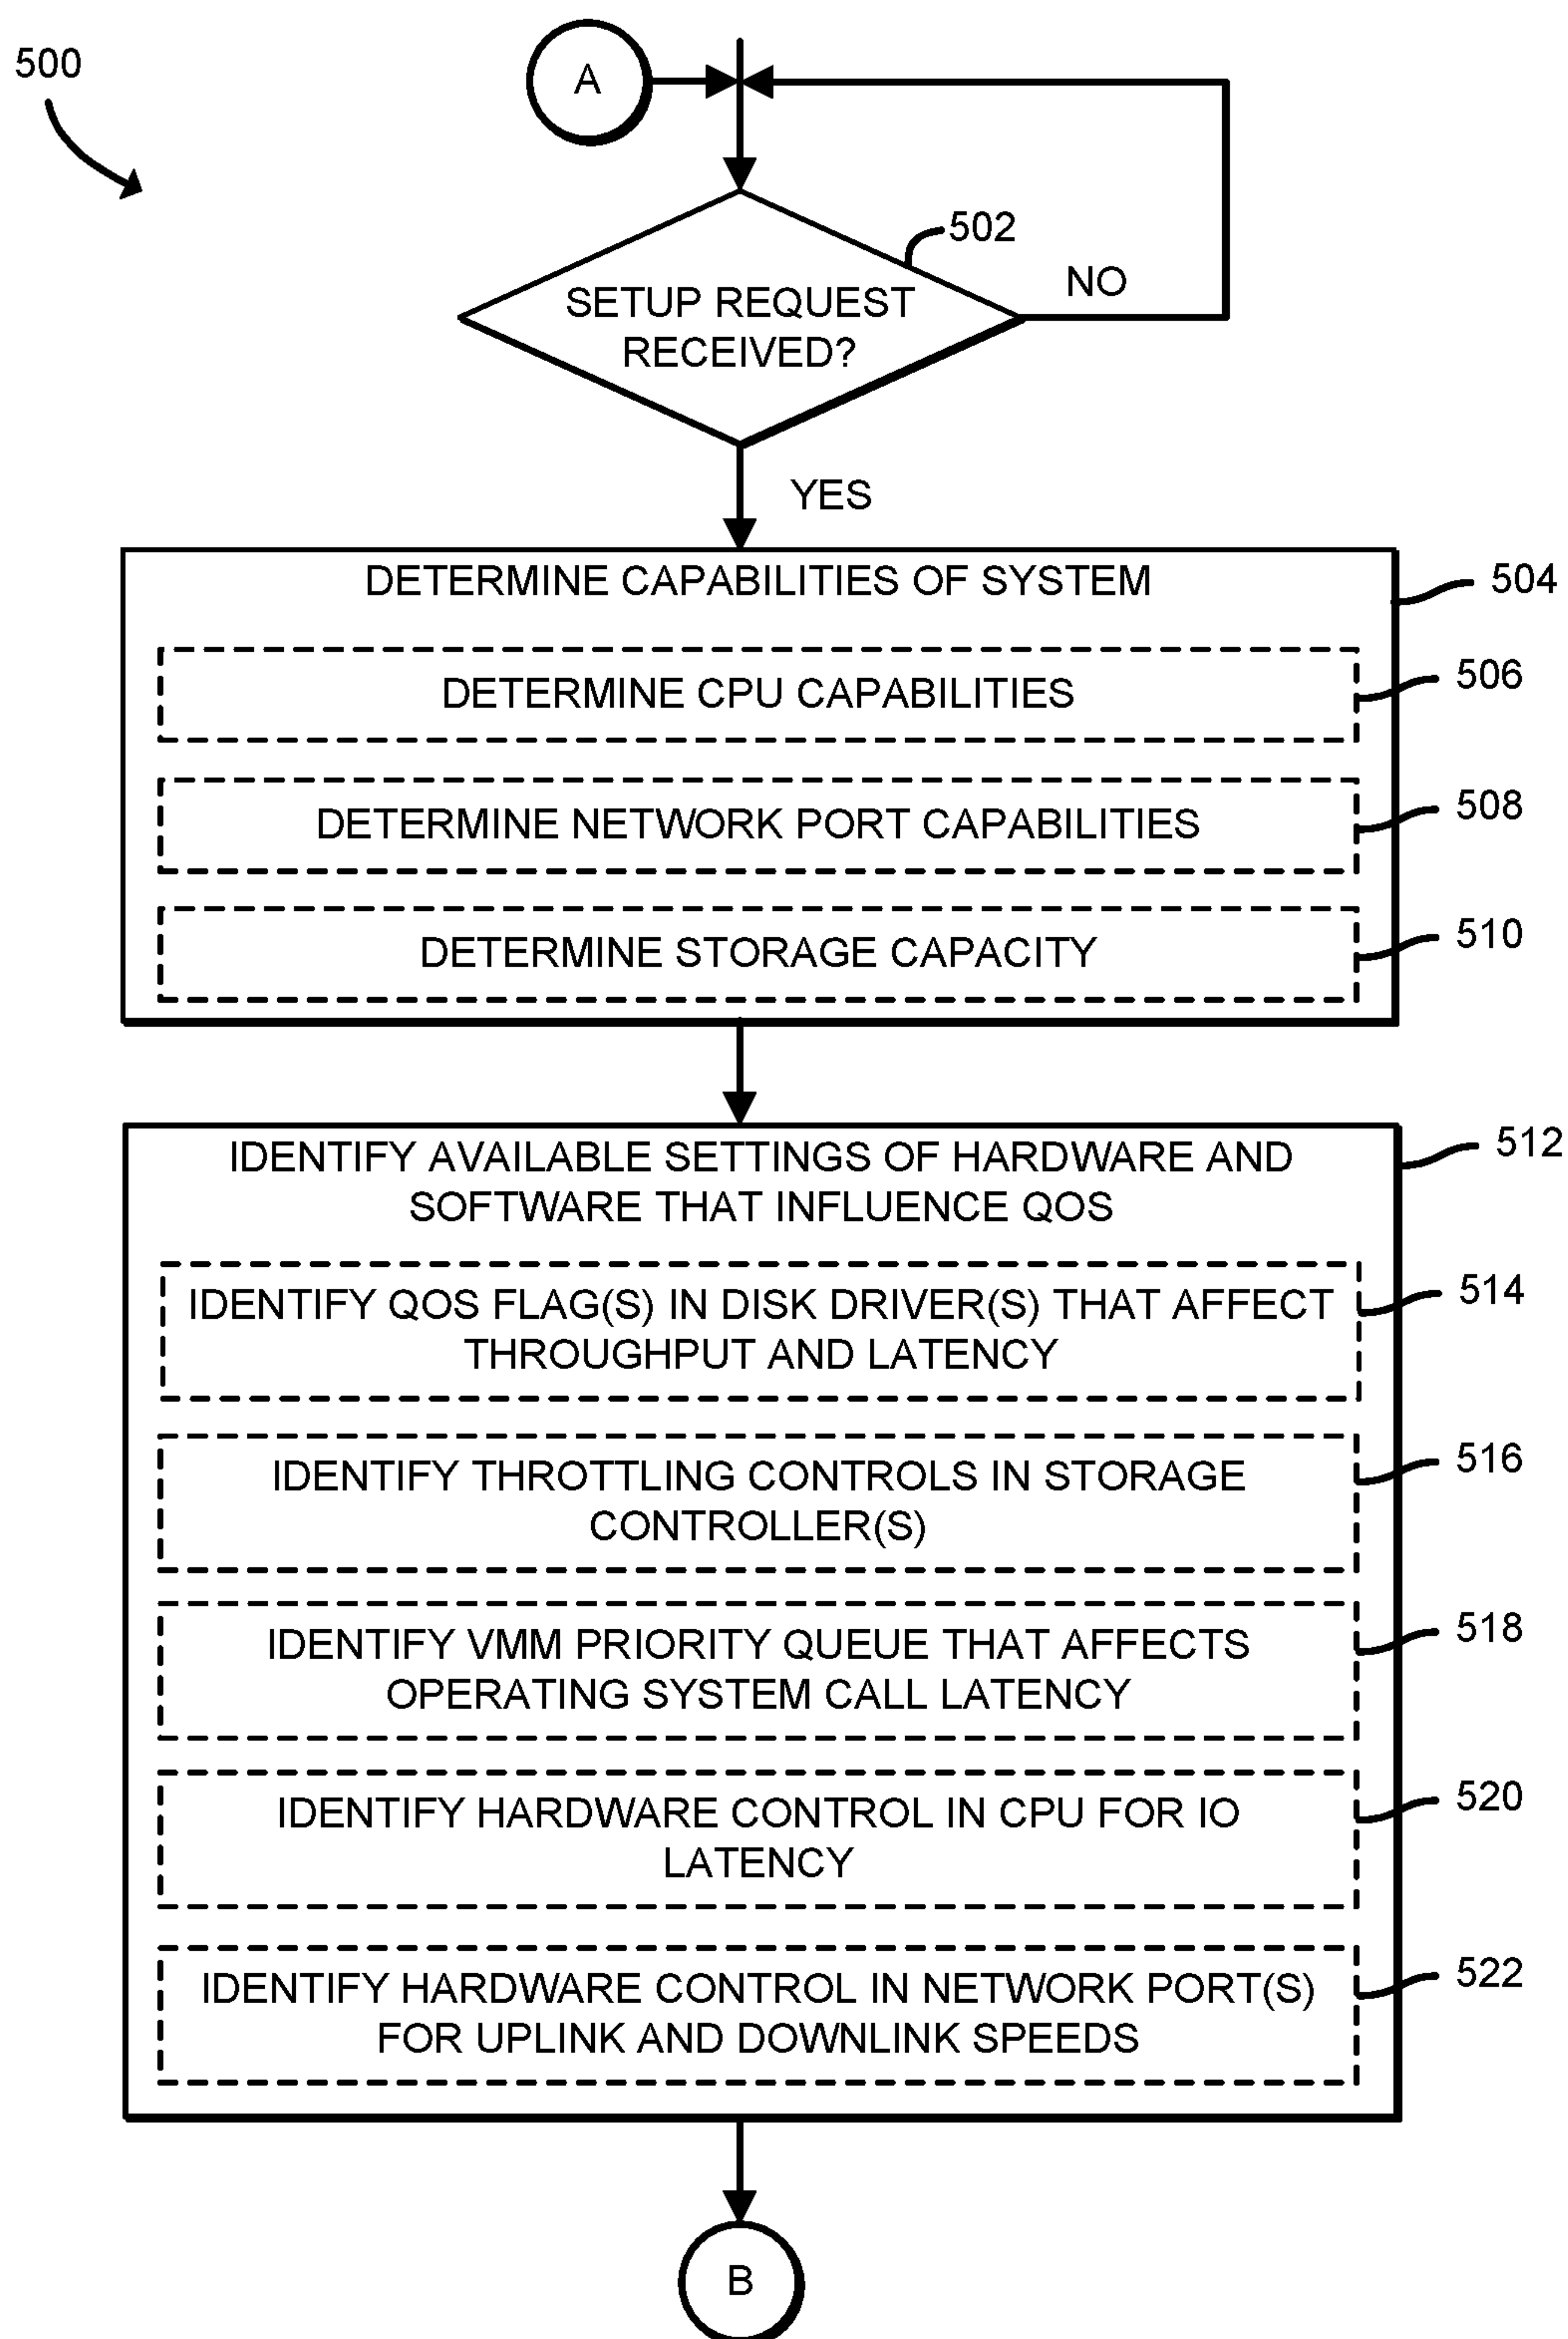 500
A
502
SETUP REQUEST
RECEIVED?
NO
YES
DETERMINE CAPABILITIES OF SYSTEM
504
DETERMINE CPU CAPABILITIES
506
DETERMINE NETWORK PORT CAPABILITIES
508
DETERMINE STORAGE CAPACITY
510
IDENTIFY AVAILABLE SETTINGS OF HARDWARE AND
SOFTWARE THAT INFLUENCE QOS
512
IDENTIFY QOS FLAG(S) IN DISK DRIVER(S) THAT AFFECT
THROUGHPUT AND LATENCY
514
IDENTIFY THROTTLING CONTROLS IN STORAGE
CONTROLLER(S)
516
IDENTIFY VMM PRIORITY QUEUE THAT AFFECTS
OPERATING SYSTEM CALL LATENCY
518
IDENTIFY HARDWARE CONTROL IN CPU FOR IO
LATENCY
520
IDENTIFY HARDWARE CONTROL IN NETWORK PORT(S)
FOR UPLINK AND DOWNLINK SPEEDS
522
B